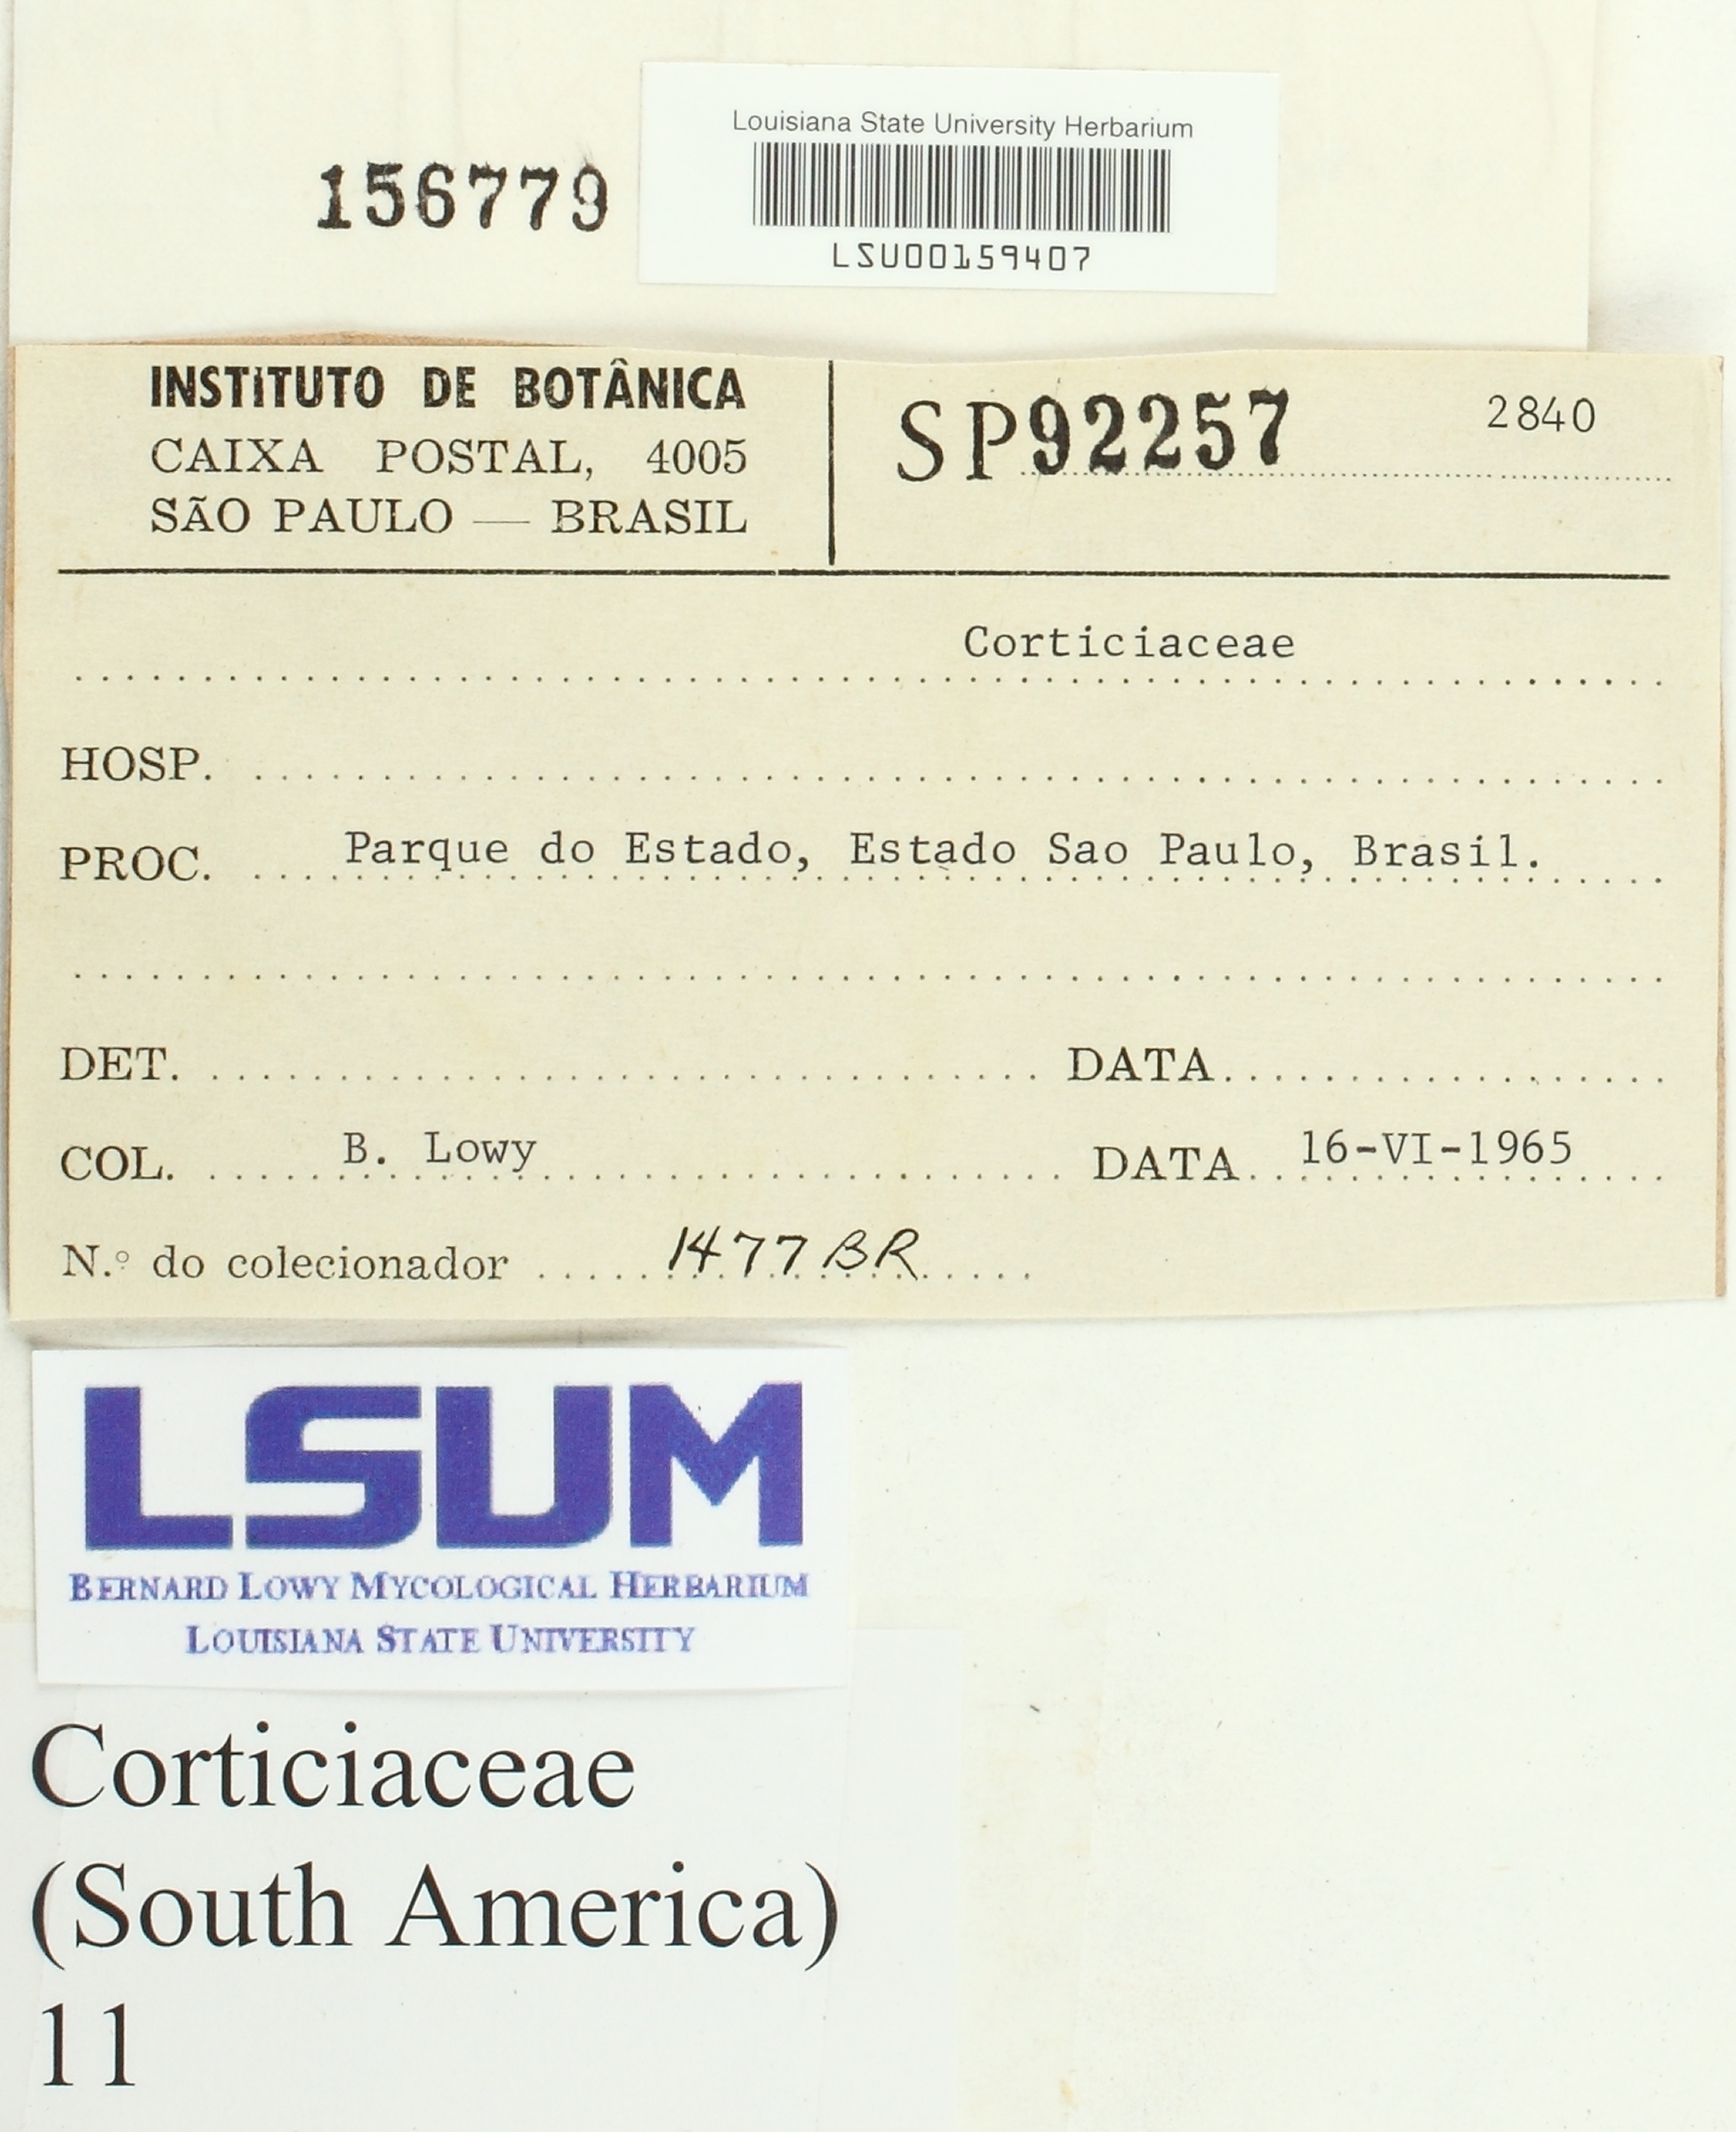 Louisiana State University Herbarium
156779
LSU00159407
INSTITUTO DE BOTÂNICA
CAIXA POSTAL, 4005
SÃO PAULO — BRASIL
SP92257 2840
Corticiaceae
HOSP.
PROC. Parque do Estado, Estado Sao Paulo, Brasil.
DET. DATA
COL. B. Lowy DATA 16-VI-1965
N.º do colecionador 1477 BR
LSUM
BERNARD LOWY MYCOLOGICAL HERBARIUM
LOUISIANA STATE UNIVERSITY
Corticiaceae
(South America)
11